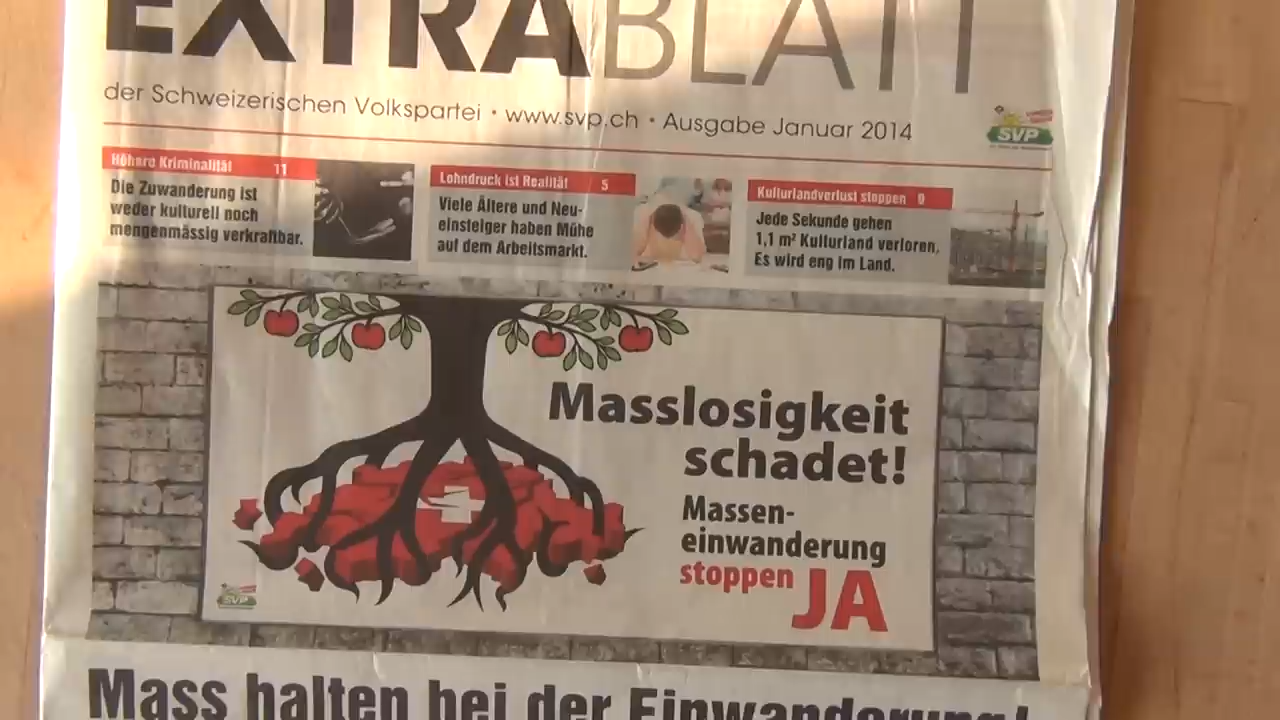 EXTRABLATT
der Schweizerischen Volkspartei • www.svp.ch • Ausgabe Januar 2014
SVP
Höhere Kriminalität 11
Die Zuwanderung ist
weder kulturell noch
mengenmässig verkraftbar.
Lohndruck ist Realität 5
Viele Ältere und Neu-
einsteiger haben Mühe
auf dem Arbeitsmarkt.
Kulturlandverlust stoppen 9
Jede Sekunde gehen
1,1 m² Kulturland verloren.
Es wird eng im Land.
Masslosigkeit
schadet!
Massen-
einwanderung
stoppen JA
SVP
Mass halten bei der Einwanderung!